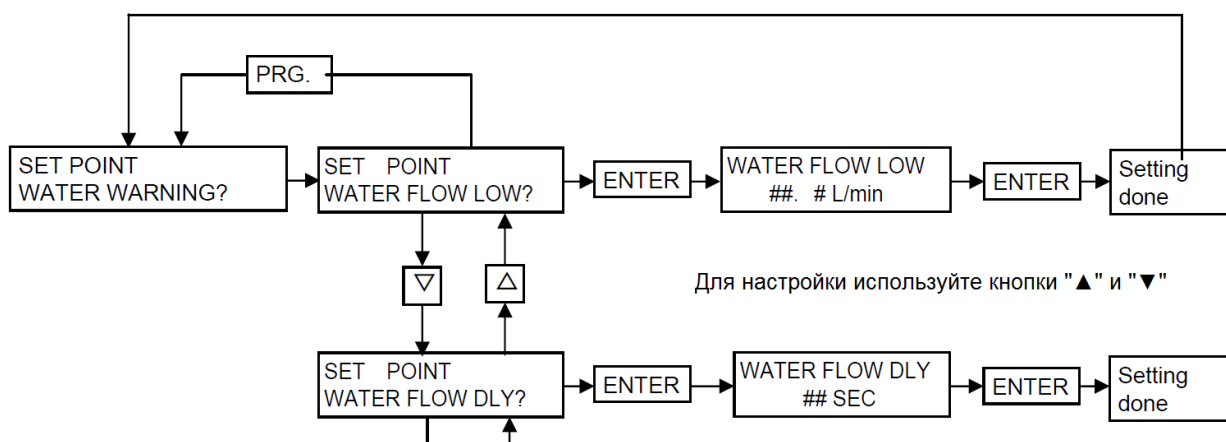 PRG.
SET POINT
WATER WARNING?
SET POINT
WATER FLOW LOW?
ENTER
WATER FLOW LOW
##. # L/min
ENTER
Setting
done
▽
△
Для настройки используйте кнопки "▲" и "▼"
SET POINT
WATER FLOW DLY?
ENTER
WATER FLOW DLY
## SEC
ENTER
Setting
done